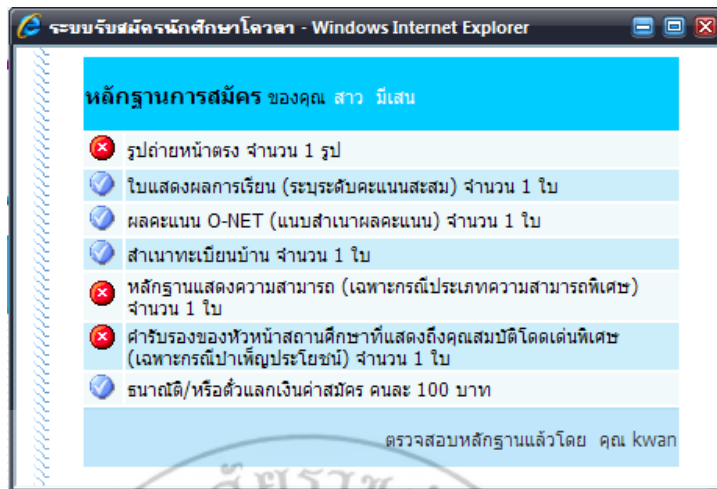 ระบบรับสมัครนักศึกษาโควตา - Windows Internet Explorer
หลักฐานการสมัคร ของคุณ สาว มีเสน
รูปถ่ายหน้าตรง จำนวน 1 รูป
ใบแสดงผลการเรียน (ระบุระดับคะแนนสะสม) จำนวน 1 ใบ
ผลคะแนน O-NET (แนบสำเนาผลคะแนน) จำนวน 1 ใบ
สำเนาทะเบียนบ้าน จำนวน 1 ใบ
หลักฐานแสดงความสามารถ (เฉพาะกรณีประเภทความสามารถพิเศษ)
จำนวน 1 ใบ
คำรับรองของหัวหน้าสถานศึกษาที่แสดงถึงคุณสมบัติโดดเด่นพิเศษ
(เฉพาะกรณีบำเพ็ญประโยชน์) จำนวน 1 ใบ
ธนาณัติ/หรือตั๋วแลกเงินค่าสมัคร คนละ 100 บาท
ตรวจสอบหลักฐานแล้วโดย คุณ kwan